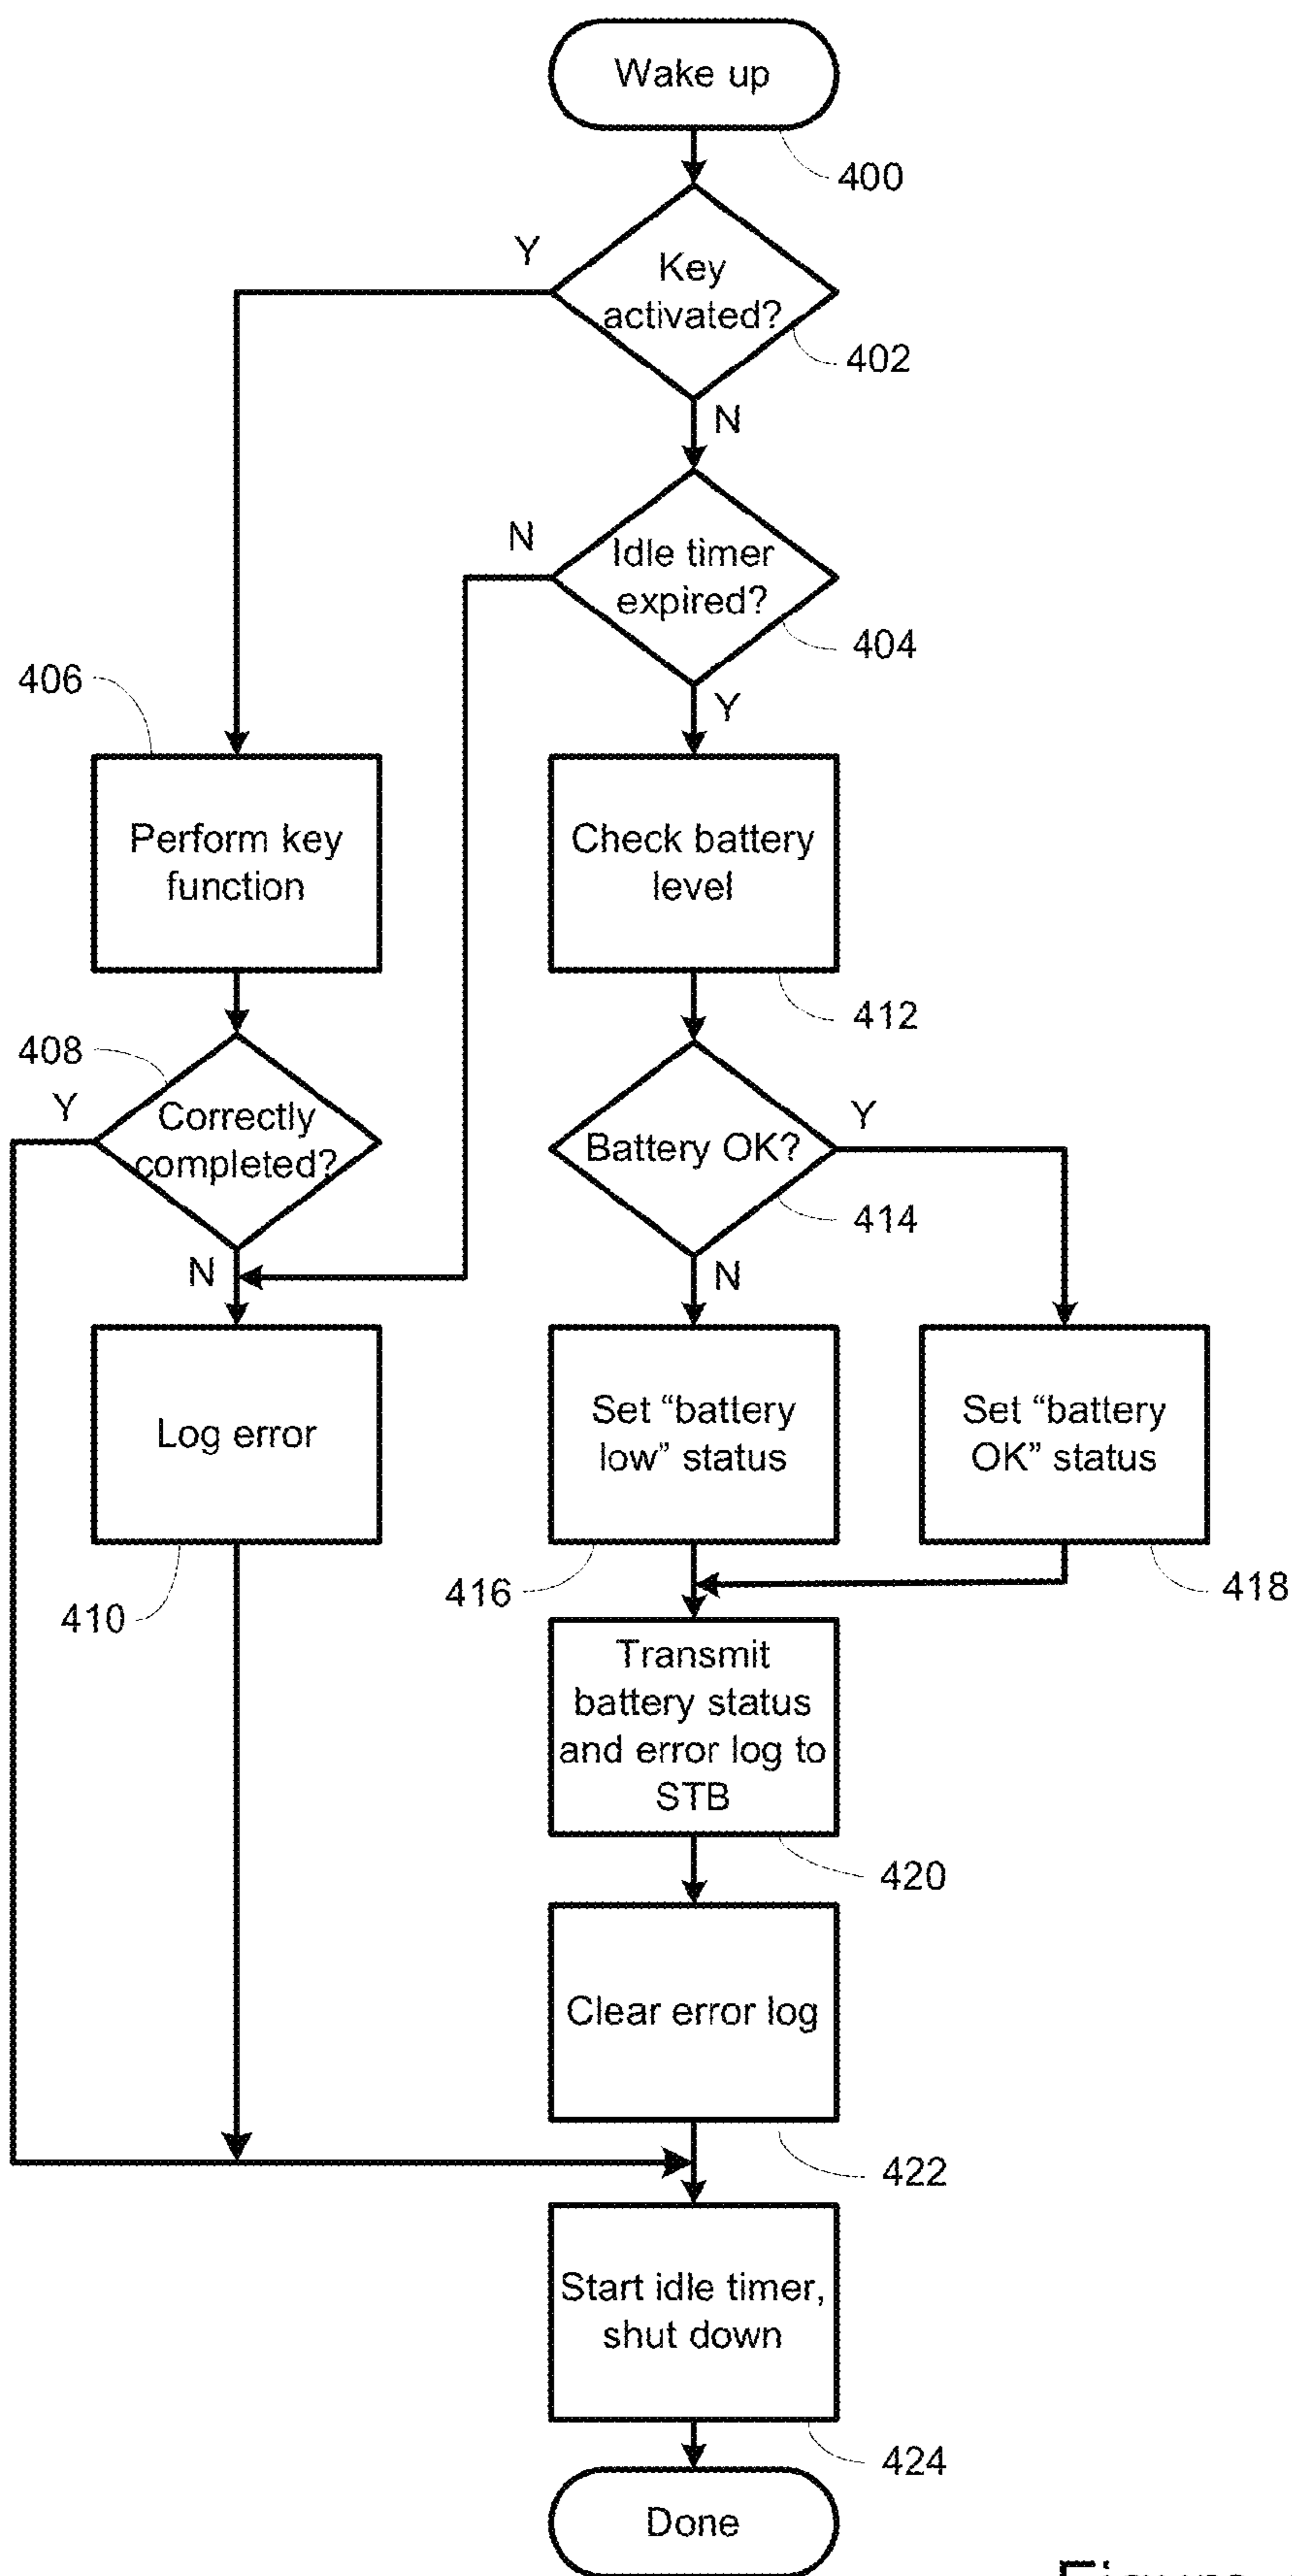 Wake up
400
Y
Key
activated?
402
N
N
Idle timer
expired?
404
406
Y
Perform key
function
Check battery
level
412
408
Y
Correctly
completed?
Battery OK?
Y
414
N
N
Log error
Set “battery
low” status
Set “battery
OK” status
410
416
418
Transmit
battery status
and error log to
STB
420
Clear error log
422
Start idle timer,
shut down
424
Done